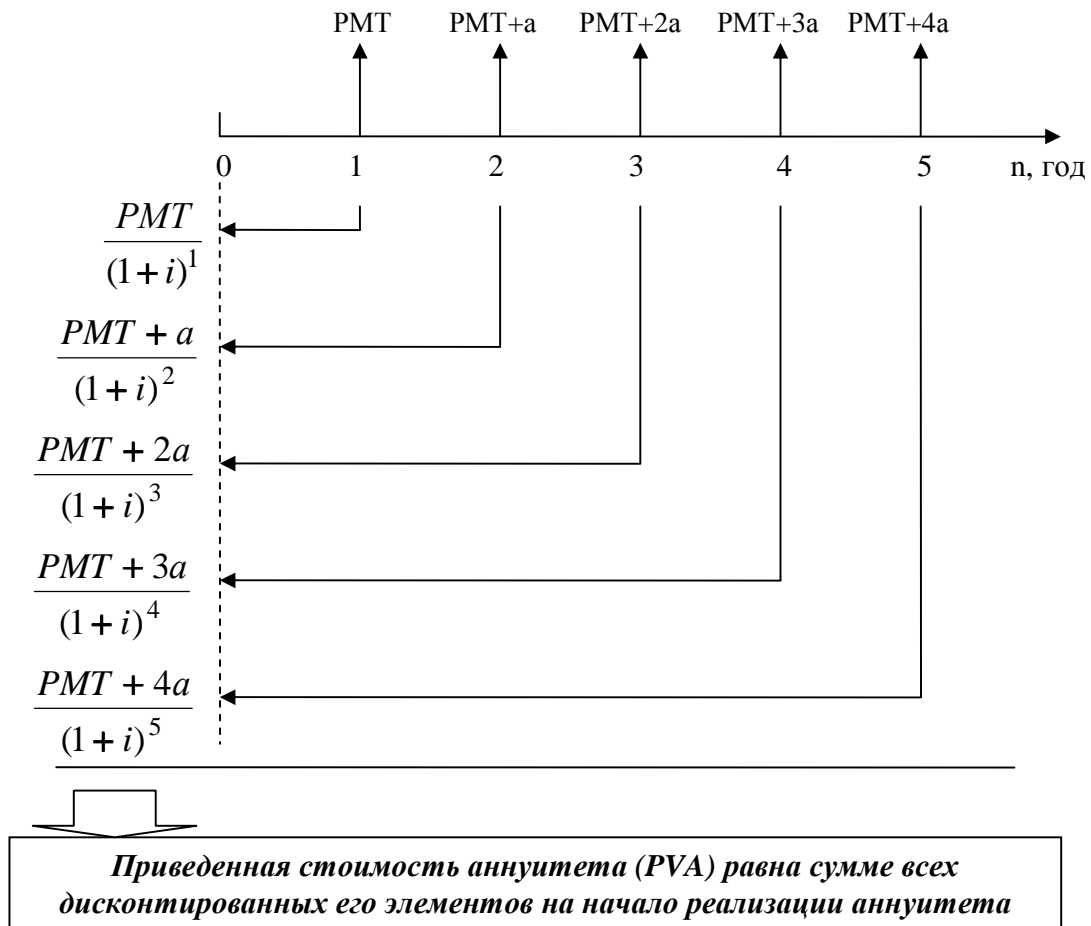 PMT PMT+a PMT+2a PMT+3a PMT+4a
0 1 2 3 4 5 n, год
PMT
(1+i)^1
PMT + a
(1+i)^2
PMT + 2a
(1+i)^3
PMT + 3a
(1+i)^4
PMT + 4a
(1+i)^5
Приведенная стоимость аннуитета (PVA) равна сумме всех
дисконтированных его элементов на начало реализации аннуитета